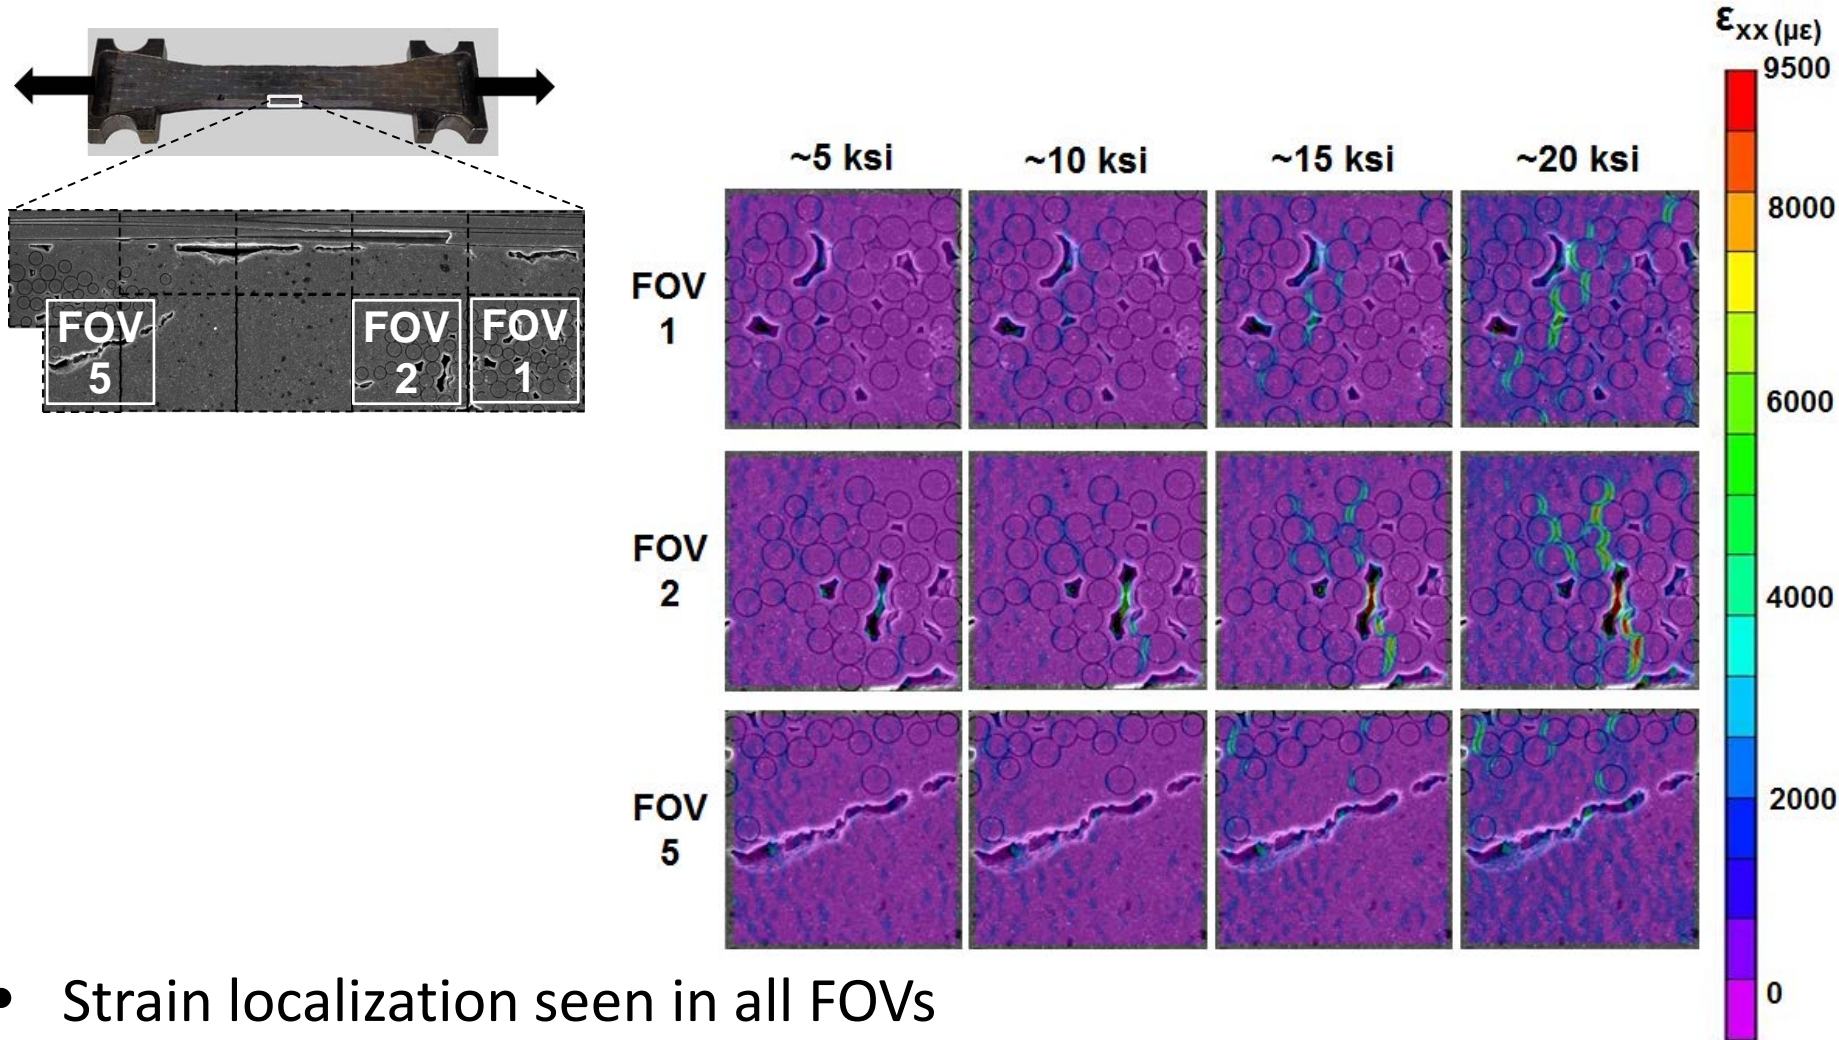 εxx (με)
9500
8000
6000
4000
2000
0
~5 ksi
~10 ksi
~15 ksi
~20 ksi
FOV
1
FOV
2
FOV
5
FOV
5
FOV
2
FOV
1
• Strain localization seen in all FOVs